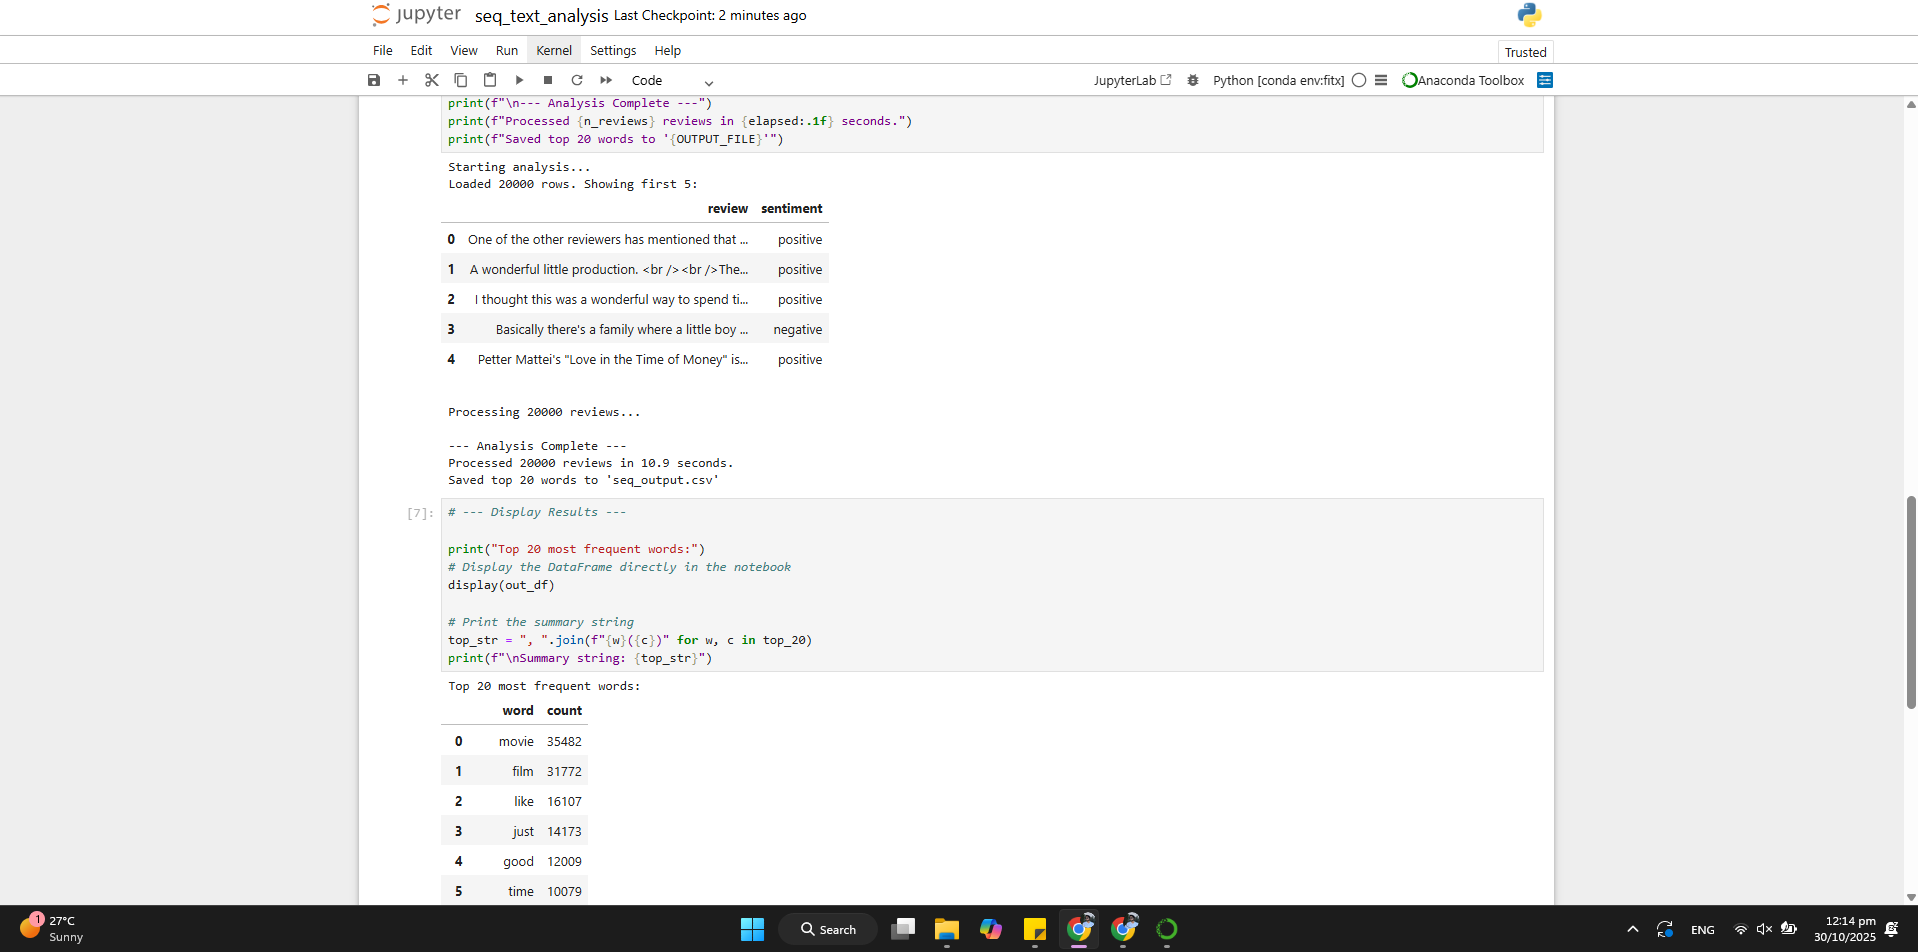 jupyter seq_text_analysis Last Checkpoint: 2 minutes ago
File Edit View Run Kernel Settings Help
Trusted
Code
JupyterLab Python [conda env:fitx] Anaconda Toolbox
print(f"\n--- Analysis Complete ---")
print(f"Processed {n_reviews} reviews in {elapsed:.1f} seconds.")
print(f"Saved top 20 words to '{OUTPUT_FILE}'")
Starting analysis...
Loaded 20000 rows. Showing first 5:
review sentiment
0 One of the other reviewers has mentioned that ... positive
1 A wonderful little production. <br /><br />The... positive
2 I thought this was a wonderful way to spend ti... positive
3 Basically there's a family where a little boy ... negative
4 Petter Mattei's "Love in the Time of Money" is... positive
Processing 20000 reviews...
--- Analysis Complete ---
Processed 20000 reviews in 10.9 seconds.
Saved top 20 words to 'seq_output.csv'
[7]:
# --- Display Results ---
print("Top 20 most frequent words:")
# Display the DataFrame directly in the notebook
display(out_df)
# Print the summary string
top_str = ", ".join(f"{w}({c})" for w, c in top_20)
print(f"\nSummary string: {top_str}")
Top 20 most frequent words:
word count
0 movie 35482
1 film 31772
2 like 16107
3 just 14173
4 good 12009
5 time 10079
1
27°C
Sunny
Search
ENG
12:14 pm
30/10/2025